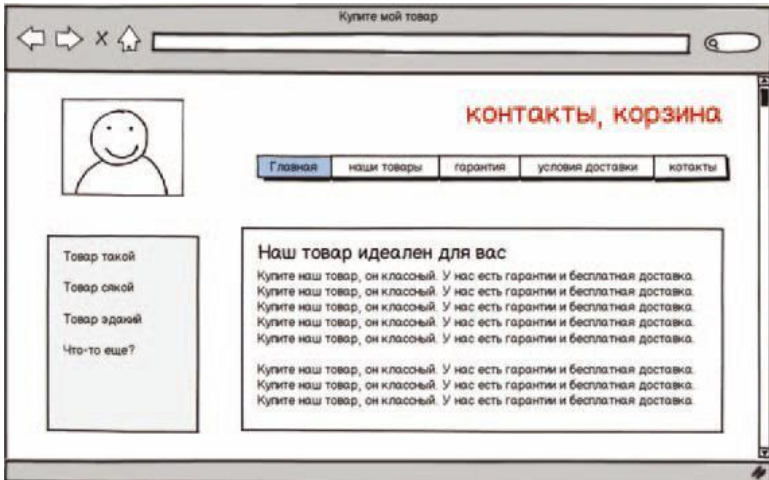 Купите мой товар
контакты, корзина
Главная наши товары гарантия условия доставки котакты
Товар такой
Товар сякой
Товар эдакий
Что-то еще?
Наш товар идеален для вас
Купите наш товар, он классный. У нас есть гарантии и бесплатная доставка.
Купите наш товар, он классный. У нас есть гарантии и бесплатная доставка.
Купите наш товар, он классный. У нас есть гарантии и бесплатная доставка.
Купите наш товар, он классный. У нас есть гарантии и бесплатная доставка.
Купите наш товар, он классный. У нас есть гарантии и бесплатная доставка.
Купите наш товар, он классный. У нас есть гарантии и бесплатная доставка.
Купите наш товар, он классный. У нас есть гарантии и бесплатная доставка.
Купите наш товар, он классный. У нас есть гарантии и бесплатная доставка.